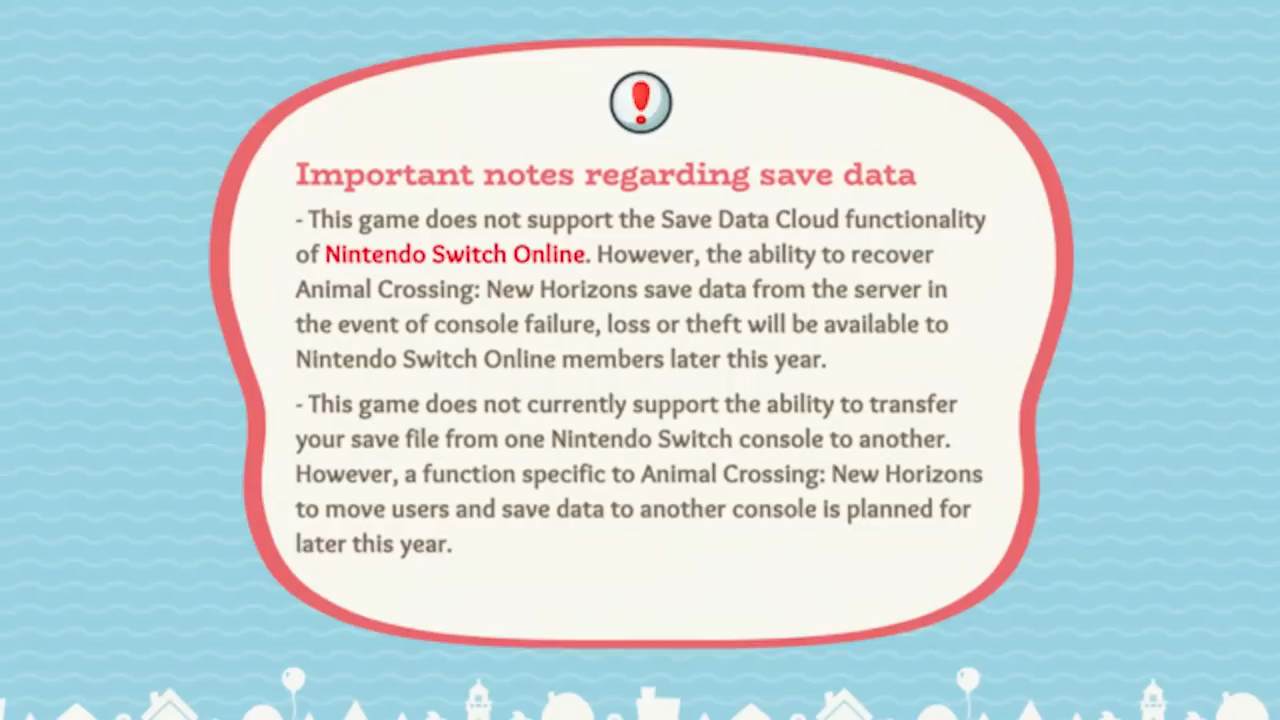 Important notes regarding save data
- This game does not support the Save Data Cloud functionality
of Nintendo Switch Online. However, the ability to recover
Animal Crossing: New Horizons save data from the server in
the event of console failure, loss or theft will be available to
Nintendo Switch Online members later this year.
- This game does not currently support the ability to transfer
your save file from one Nintendo Switch console to another.
However, a function specific to Animal Crossing: New Horizons
to move users and save data to another console is planned for
later this year.